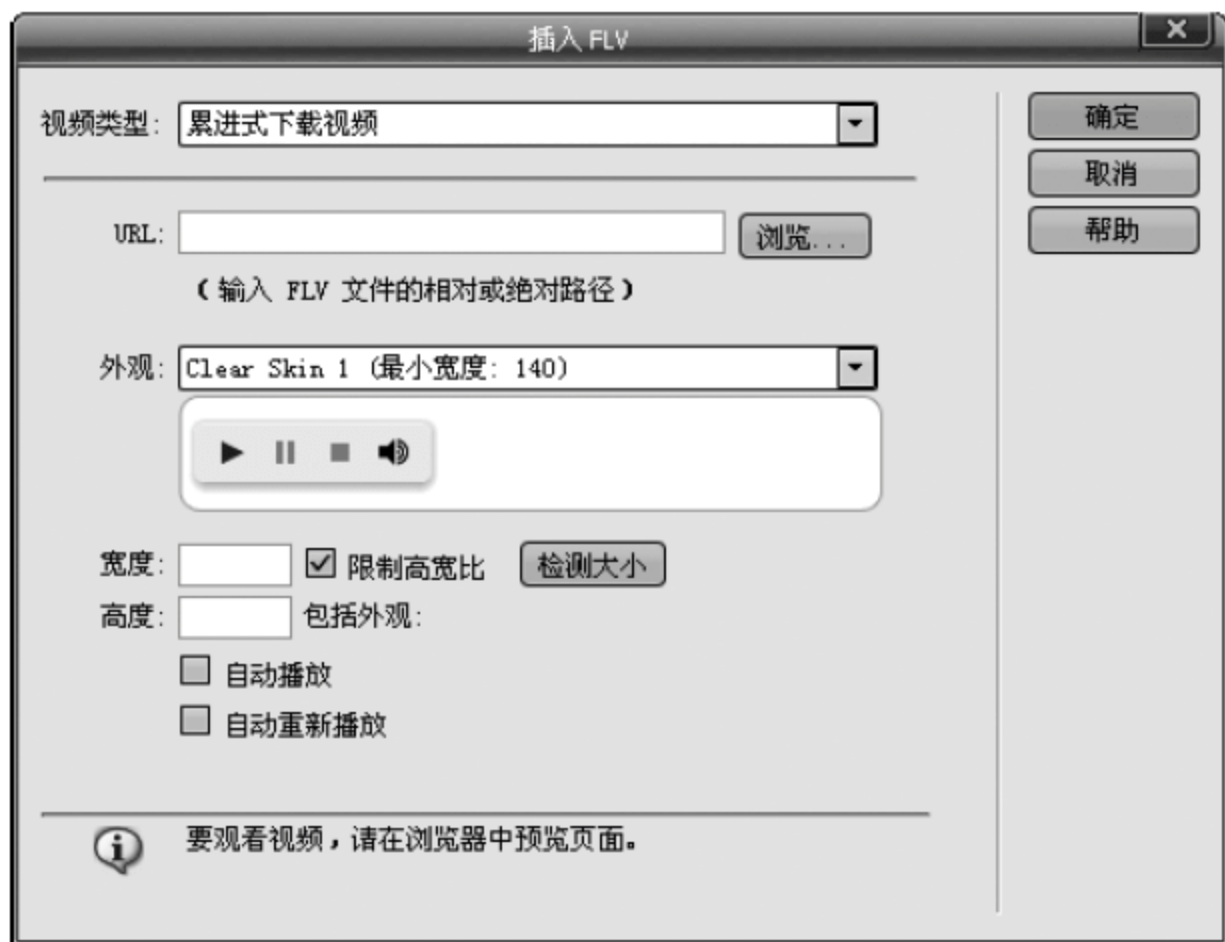 插入 FLV
视频类型: 累进式下载视频
确定
取消
帮助
URL: 浏览...
(输入 FLV 文件的相对或绝对路径)
外观: Clear Skin 1 (最小宽度: 140)
宽度: 限制高宽比 检测大小
高度: 包括外观:
自动播放
自动重新播放
要观看视频，请在浏览器中预览页面。